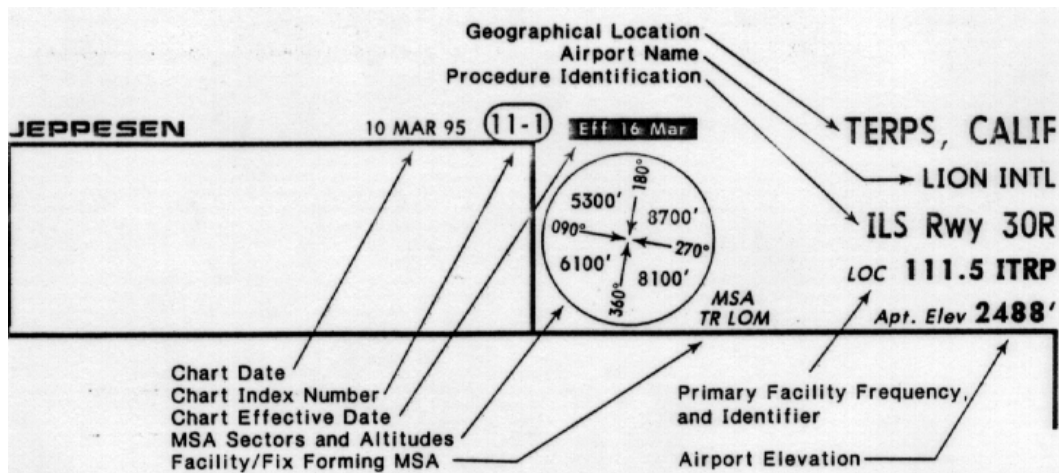 Geographical Location
Airport Name
Procedure Identification
JEPPESEN
10 MAR 95
11-1
Eff 16 Mar
TERPS, CALIF
LION INTL
ILS Rwy 30R
LOC 111.5 ITRP
Apt. Elev 2488'
180°
5300'
8700'
090°
270°
6100'
8100'
360°
MSA
TR LOM
Chart Date
Chart Index Number
Chart Effective Date
MSA Sectors and Altitudes
Facility/Fix Forming MSA
Primary Facility Frequency,
and Identifier
Airport Elevation